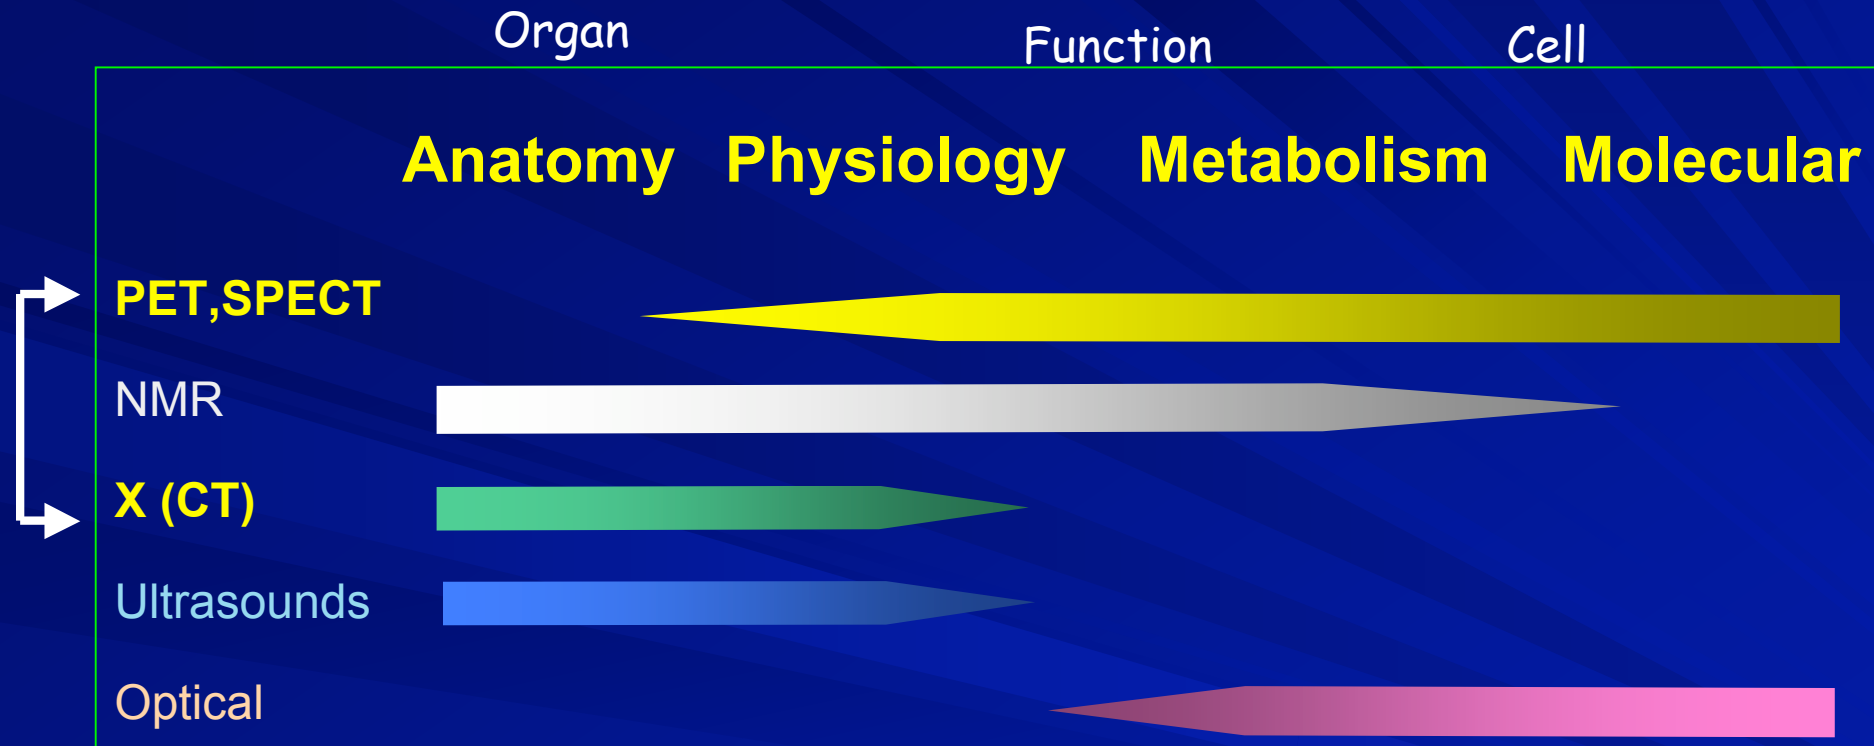 Organ Function Cell
Anatomy Physiology Metabolism Molecular
PET,SPECT
NMR
X (CT)
Ultrasounds
Optical